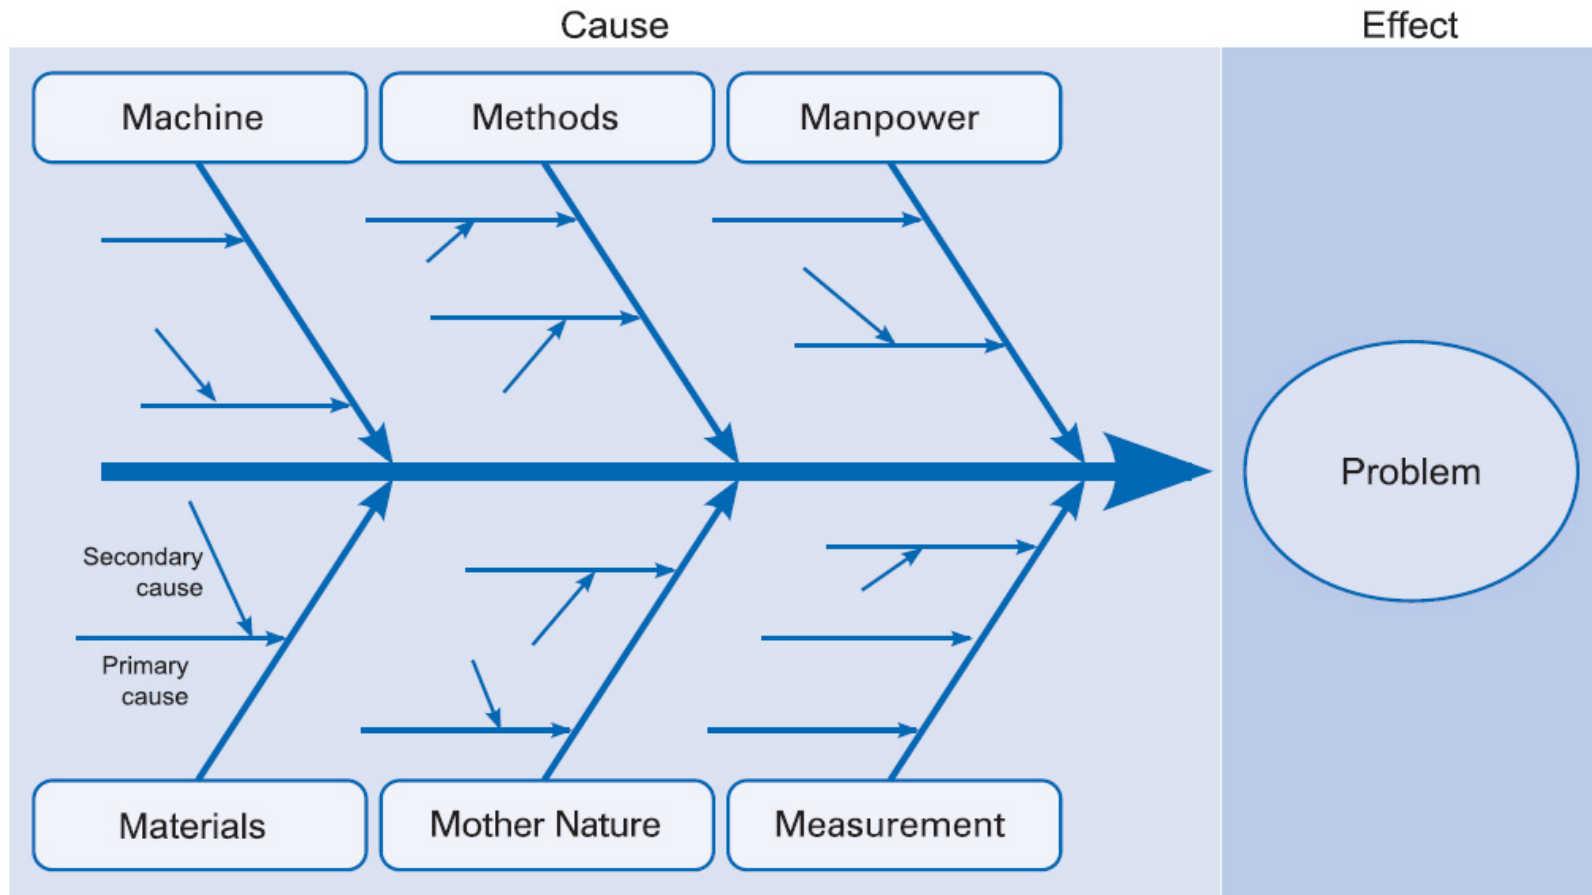 Cause
Effect
Machine
Methods
Manpower
Problem
Secondary
cause
Primary
cause
Materials
Mother Nature
Measurement